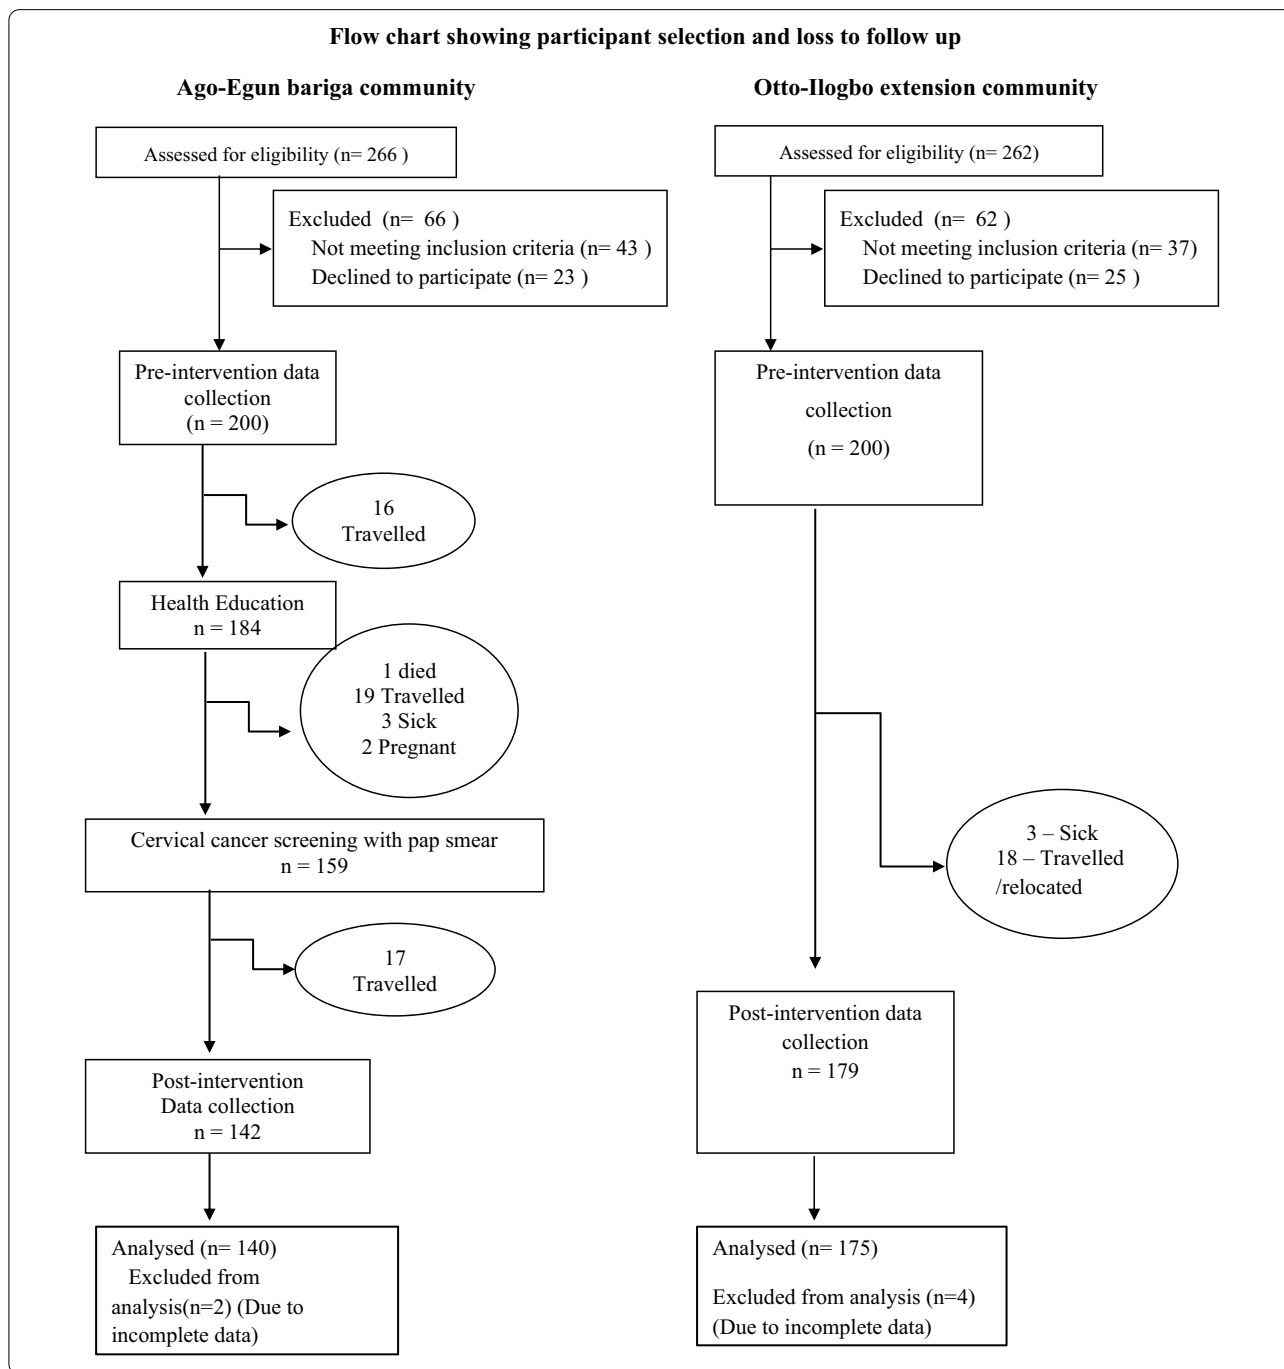 Flow chart showing participant selection and loss to follow up
Ago-Egun bariga community
Assessed for eligibility (n= 266 )
Excluded  (n=  66 )
Not meeting inclusion criteria (n= 43 )
Declined to participate (n= 23 )
Pre-intervention data
collection
(n = 200)
16
Travelled
Health Education
n = 184
1 died
19 Travelled
3 Sick
2 Pregnant
Cervical cancer screening with pap smear
n = 159
17
Travelled
Post-intervention
Data collection
n = 142
Analysed (n= 140)
Excluded from
analysis(n=2) (Due to
incomplete data)
Otto-Ilogbo extension community
Assessed for eligibility (n= 262)
Excluded  (n=  62 )
Not meeting inclusion criteria (n= 37)
Declined to participate (n= 25 )
Pre-intervention data
collection
(n = 200)
3 – Sick
18 – Travelled
/relocated
Post-intervention data
collection
n = 179
Analysed (n= 175)
Excluded from analysis (n=4)
(Due to incomplete data)